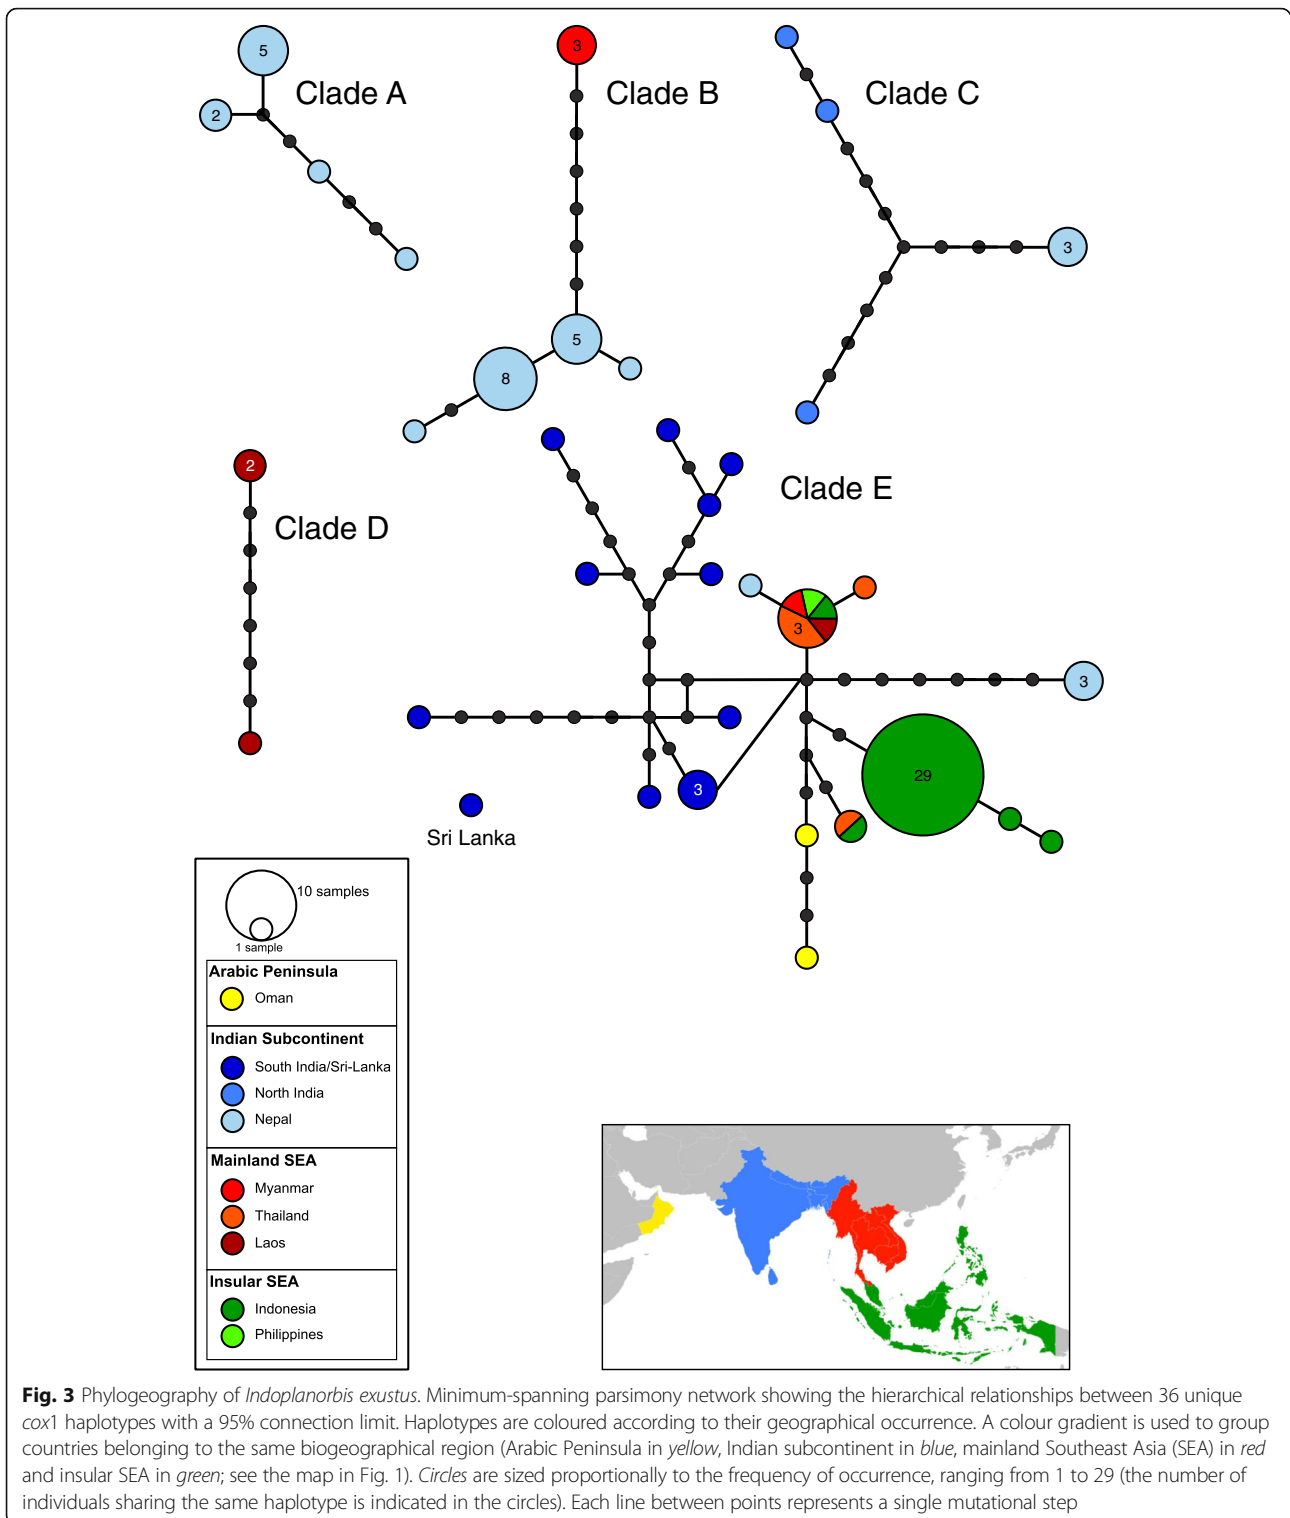 5
Clade A
2
3
Clade B
5
8
Clade C
3
2
Clade D
Clade E
3
3
29
3
Sri Lanka
10 samples
1 sample
Arabic Peninsula
Oman
Indian Subcontinent
South India/Sri-Lanka
North India
Nepal
Mainland SEA
Myanmar
Thailand
Laos
Insular SEA
Indonesia
Philippines
Fig. 3 Phylogeography of Indoplanorbis exustus. Minimum-spanning parsimony network showing the hierarchical relationships between 36 unique
cox1 haplotypes with a 95% connection limit. Haplotypes are coloured according to their geographical occurrence. A colour gradient is used to group
countries belonging to the same biogeographical region (Arabic Peninsula in yellow, Indian subcontinent in blue, mainland Southeast Asia (SEA) in red
and insular SEA in green; see the map in Fig. 1). Circles are sized proportionally to the frequency of occurrence, ranging from 1 to 29 (the number of
individuals sharing the same haplotype is indicated in the circles). Each line between points represents a single mutational step